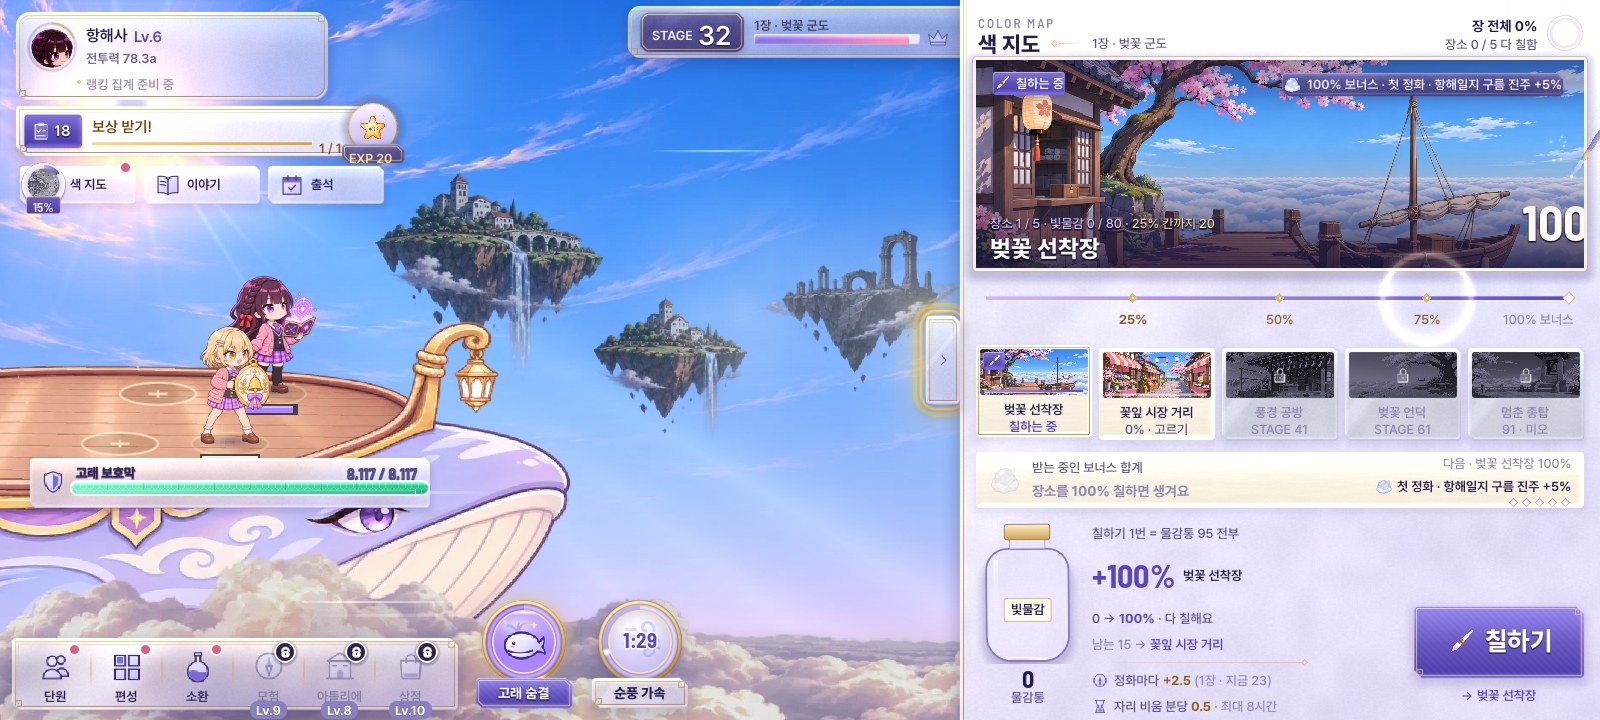 항해사 Lv.6
전투력 78.3a
랭킹 집계 준비 중
18
보상 받기!
1/1
EXP 20
색 지도
15%
이야기
출석
STAGE 32
1장 · 벚꽃 군도
고래 보호막
8,117 / 8,117
단원
편성
소환
모험
Lv.9
아틀리에
Lv.8
상점
Lv.10
고래 숨결
1:29
순풍 가속
COLOR MAP
색 지도
1장 · 벚꽃 군도
장 전체 0%
장소 0 / 5 다 칠함
칠하는 중
100% 보너스 · 첫 정화 · 항해일지 구름 진주 +5%
장소 1 / 5 · 빛물감 0 / 80 · 25% 칸까지 20
벚꽃 선착장
100
25%
50%
75%
100% 보너스
벚꽃 선착장
칠하는 중
꽃잎 시장 거리
0% · 고르기
풍경 공방
STAGE 41
벚꽃 언덕
STAGE 61
멈춘 종탑
91 · 미오
받는 중인 보너스 합계
장소를 100% 칠하면 생겨요
다음 · 벚꽃 선착장 100%
첫 정화 · 항해일지 구름 진주 +5%
빛물감
0
물감통
칠하기 1번 = 물감통 95 전부
+100% 벚꽃 선착장
0 → 100% · 다 칠해요
남는 15 → 꽃잎 시장 거리
정화마다 +2.5 (1장 · 지금 23)
자리 비움 분당 0.5 · 최대 8시간
칠하기
→ 벚꽃 선착장